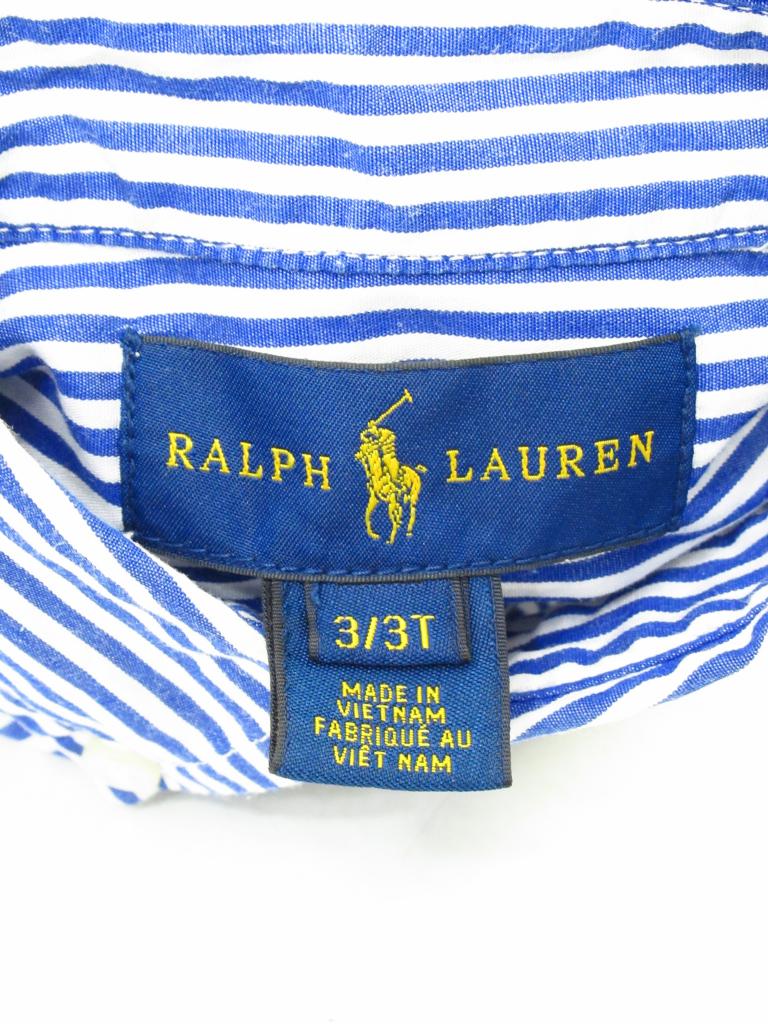 RALPH LAUREN
3/3T
MADE IN
VIETNAM
FABRIQUÉ AU
VIÊT NAM